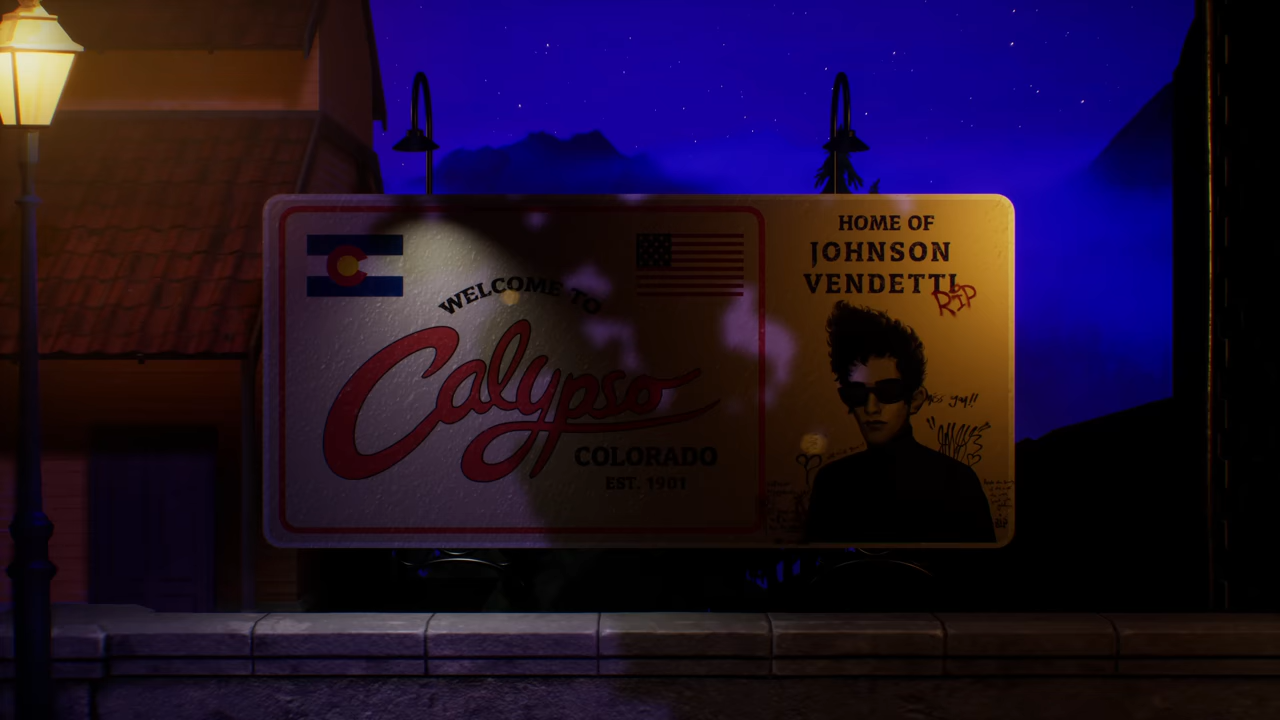 WELCOME TO
Calypso
COLORADO
EST. 1901
HOME OF
JOHNSON
VENDETTI
RIP